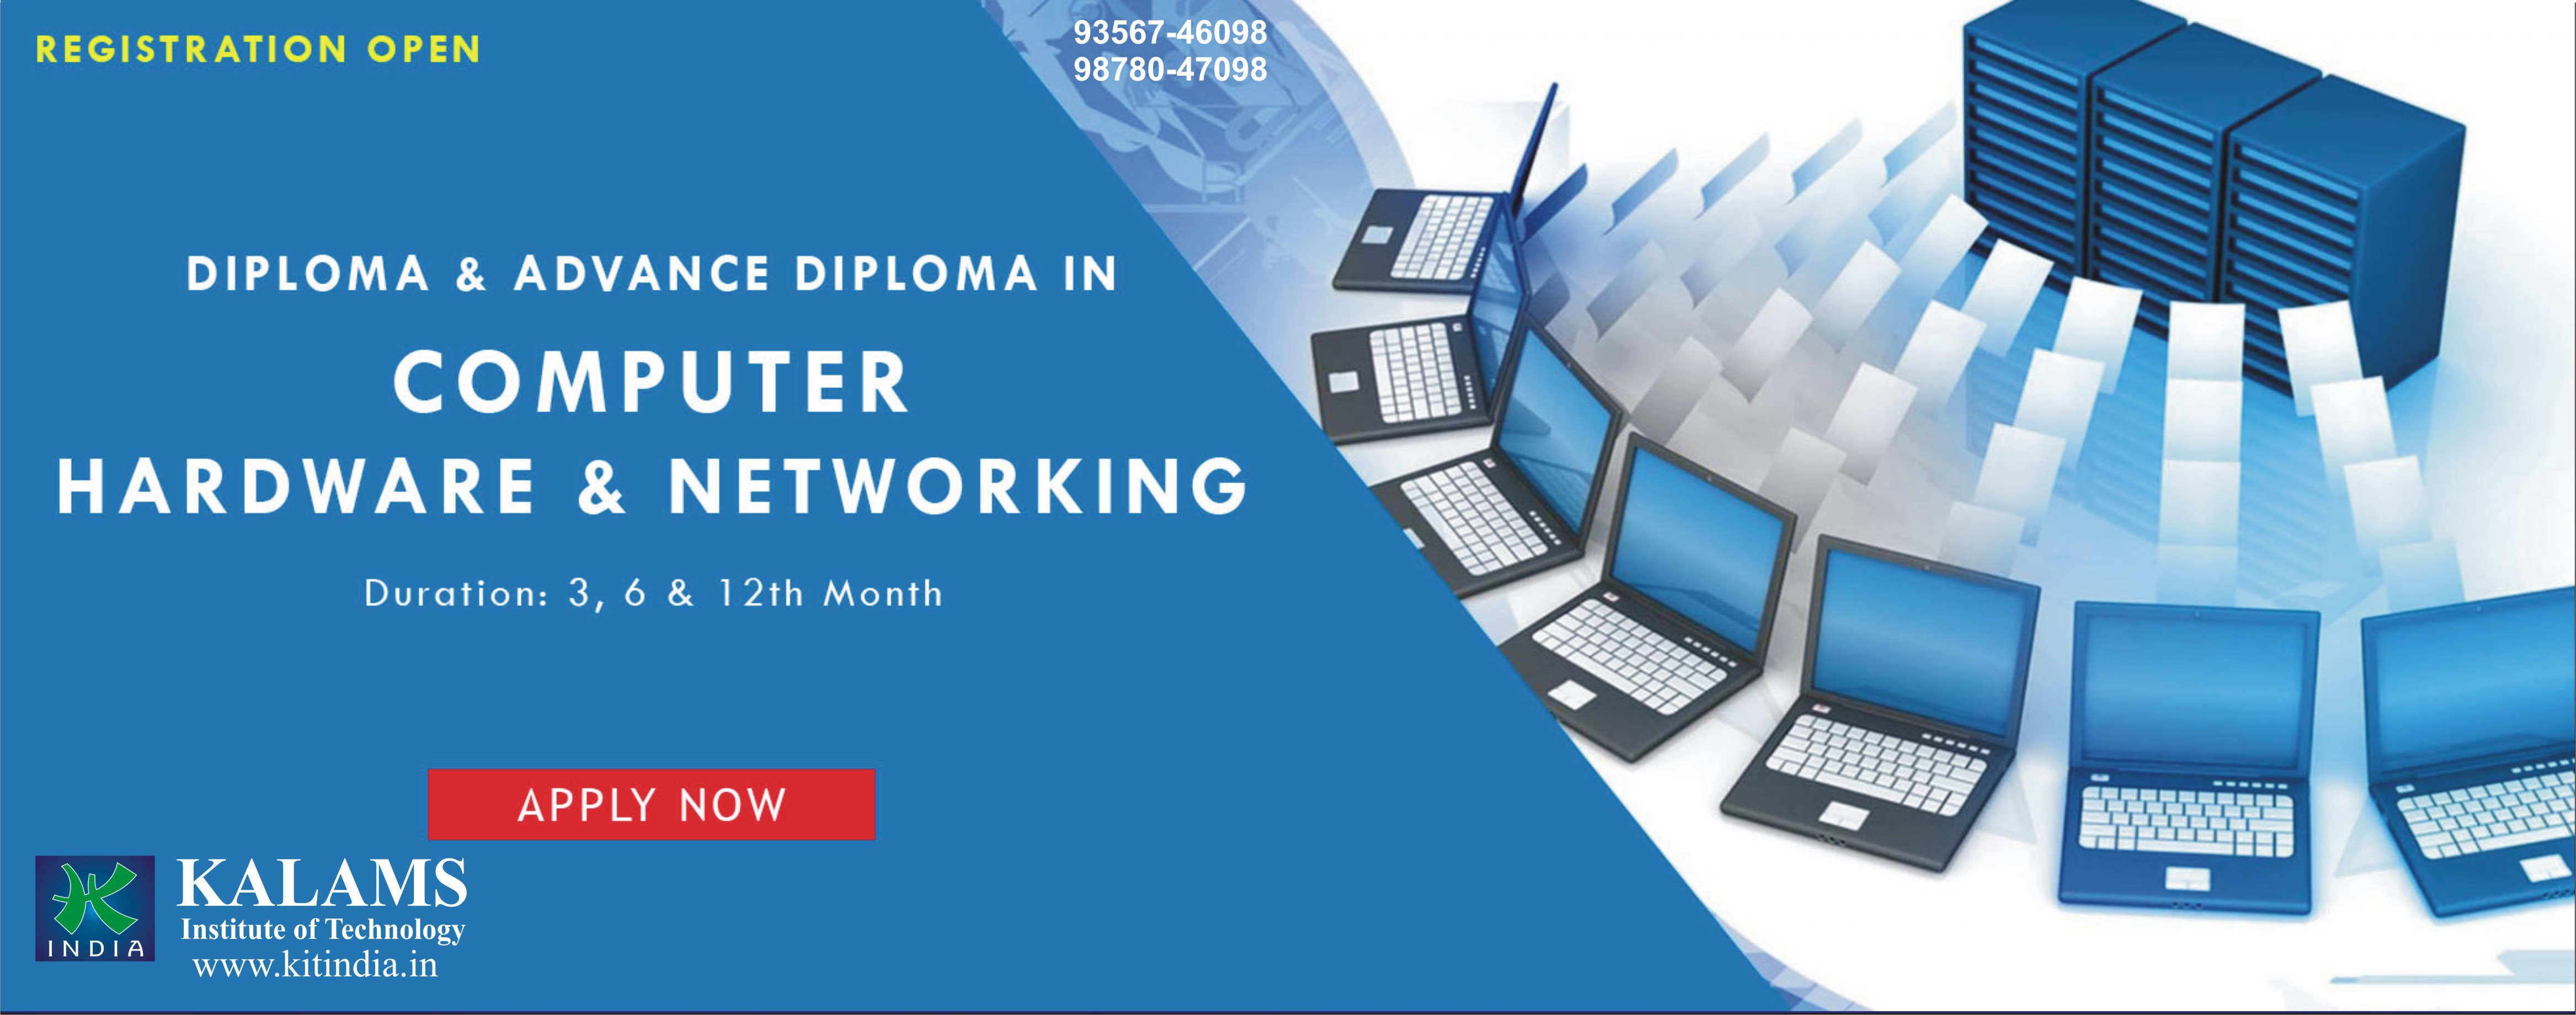 REGISTRATION OPEN
93567-46098
98780-47098
DIPLOMA & ADVANCE DIPLOMA IN
COMPUTER
HARDWARE & NETWORKING
Duration: 3, 6 & 12th Month
APPLY NOW
INDIA
KALAMS
Institute of Technology
www.kitindia.in